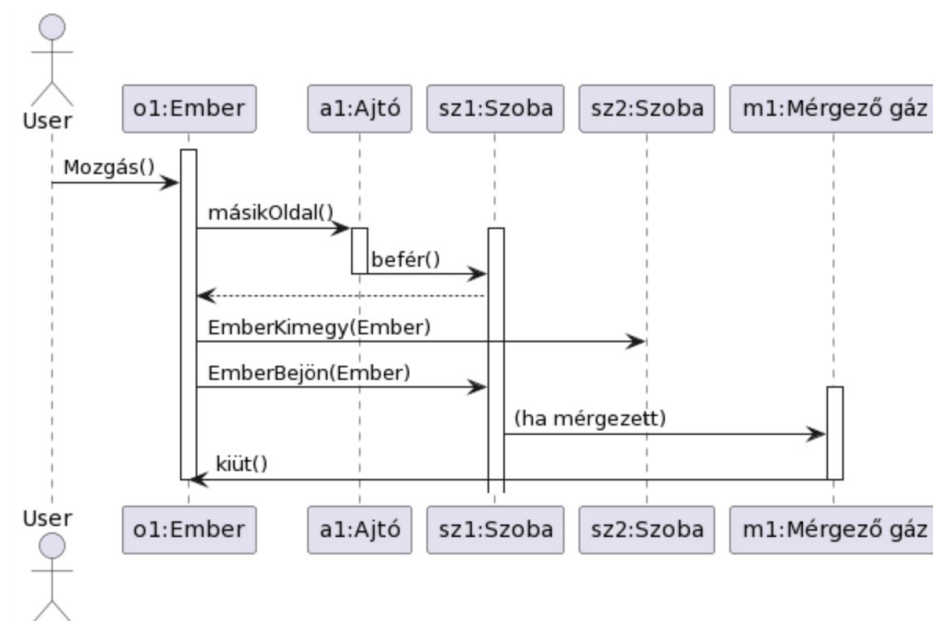 User
o1:Ember
a1:Ajtó
sz1:Szoba
sz2:Szoba
m1:Mérgező gáz
Mozgás()
másikOldal()
befér()
EmberKimegy(Ember)
EmberBejön(Ember)
(ha mérgezett)
kiüt()
User
o1:Ember
a1:Ajtó
sz1:Szoba
sz2:Szoba
m1:Mérgező gáz